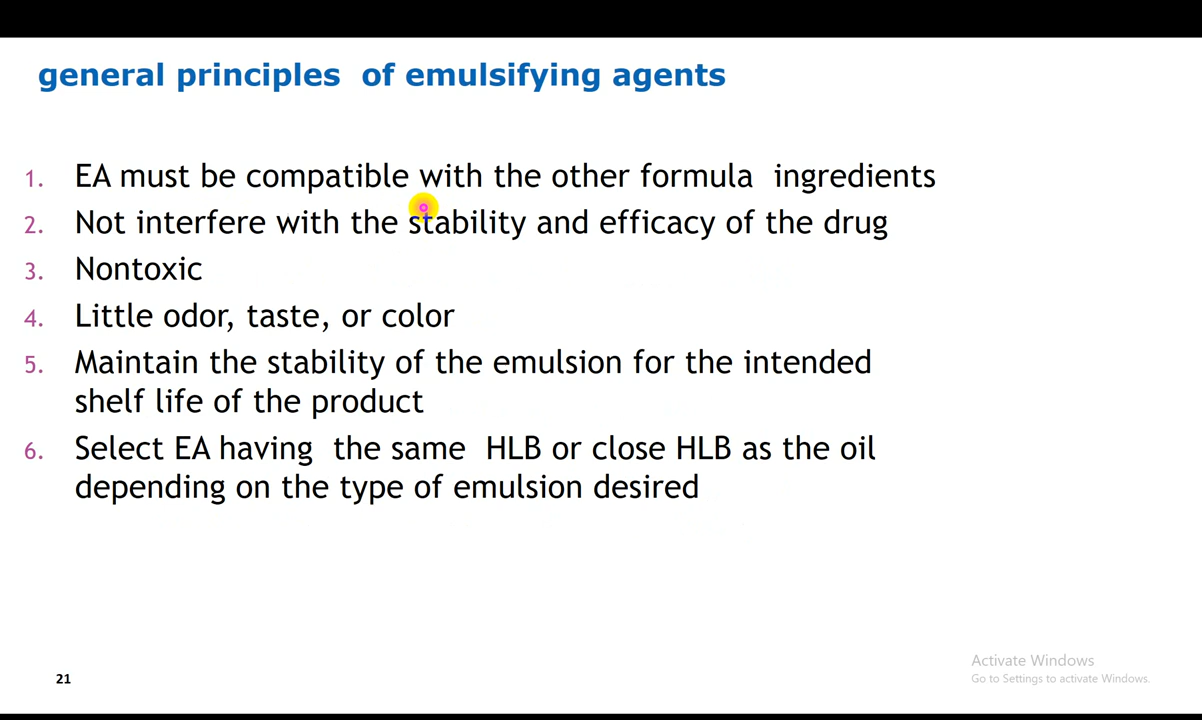 general principles of emulsifying agents
1. EA must be compatible with the other formula ingredients
2. Not interfere with the stability and efficacy of the drug
3. Nontoxic
4. Little odor, taste, or color
5. Maintain the stability of the emulsion for the intended
shelf life of the product
6. Select EA having the same HLB or close HLB as the oil
depending on the type of emulsion desired
21
Activate Windows
Go to Settings to activate Windows.